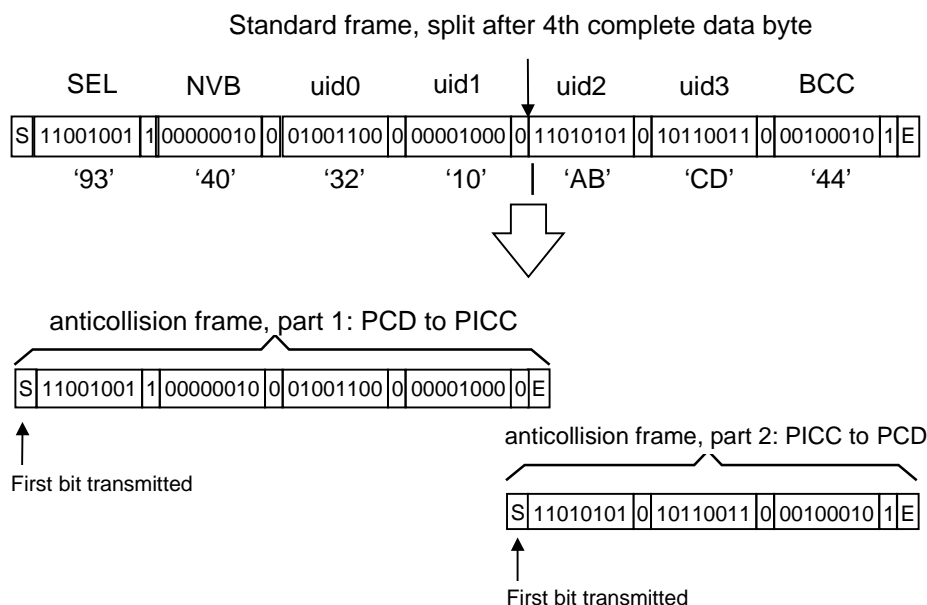 Standard frame, split after 4th complete data byte
SEL NVB uid0 uid1 uid2 uid3 BCC
S 11001001 1 00000010 0 01001100 0 00001000 0 11010101 0 10110011 0 00100010 1 E
‘93’ ‘40’ ‘32’ ‘10’ ‘AB’ ‘CD’ ‘44’
anticollision frame, part 1: PCD to PICC
S 11001001 1 00000010 0 01001100 0 00001000 0 E
First bit transmitted
anticollision frame, part 2: PICC to PCD
S 11010101 0 10110011 0 00100010 1 E
First bit transmitted